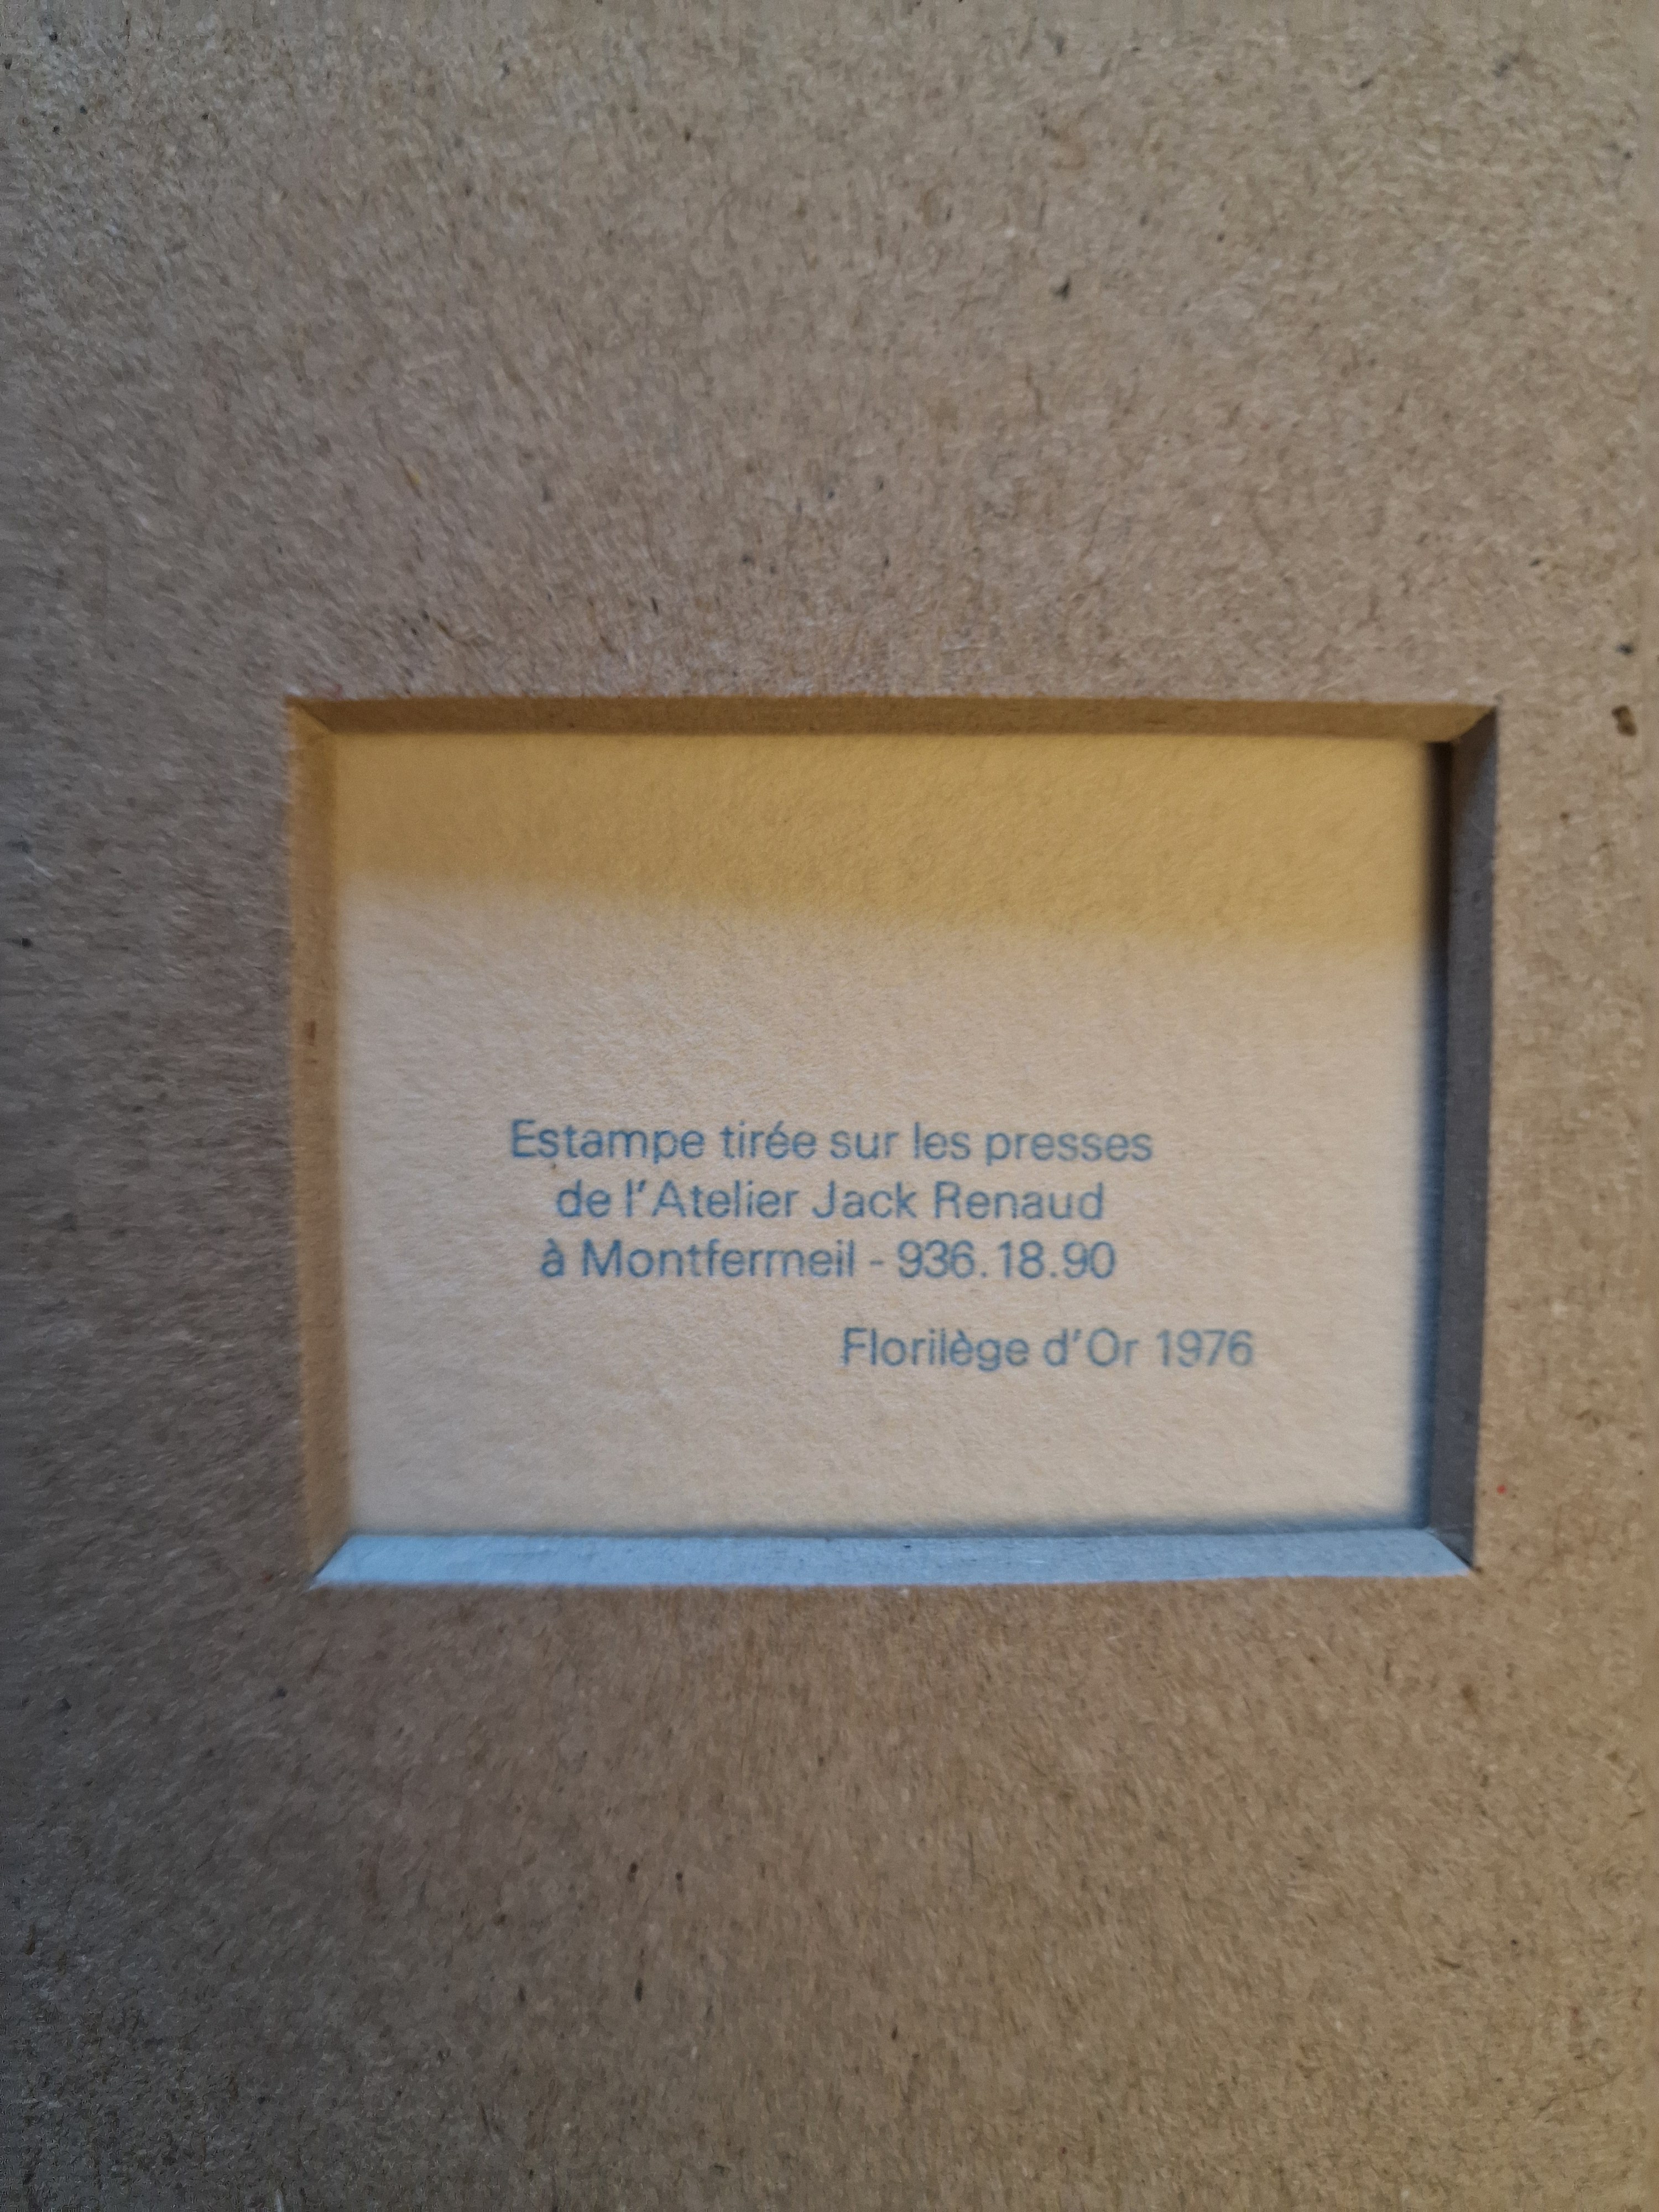 Estampe tirée sur les presses
de l'Atelier Jack Renaud
à Montfermeil - 936.18.90
Florilège d'Or 1976